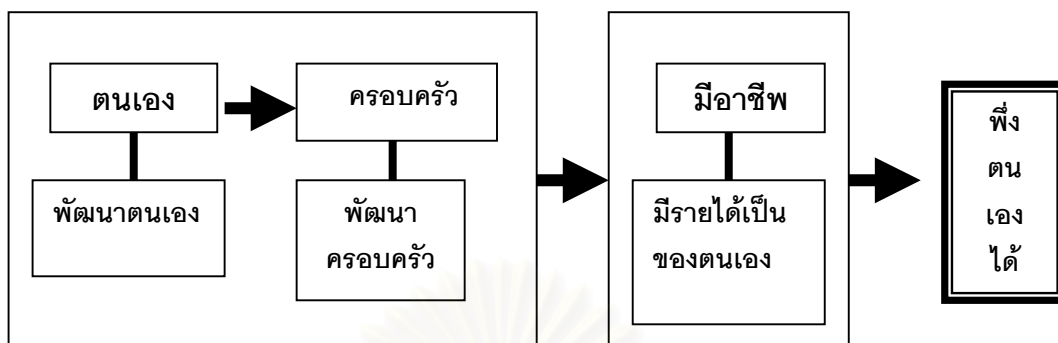 ตนเอง
พัฒนาตนเอง
ครอบครัว
พัฒนา
ครอบครัว
มีอาชีพ
มีรายได้เป็น
ของตนเอง
พึ่ง
ตน
เอง
ได้